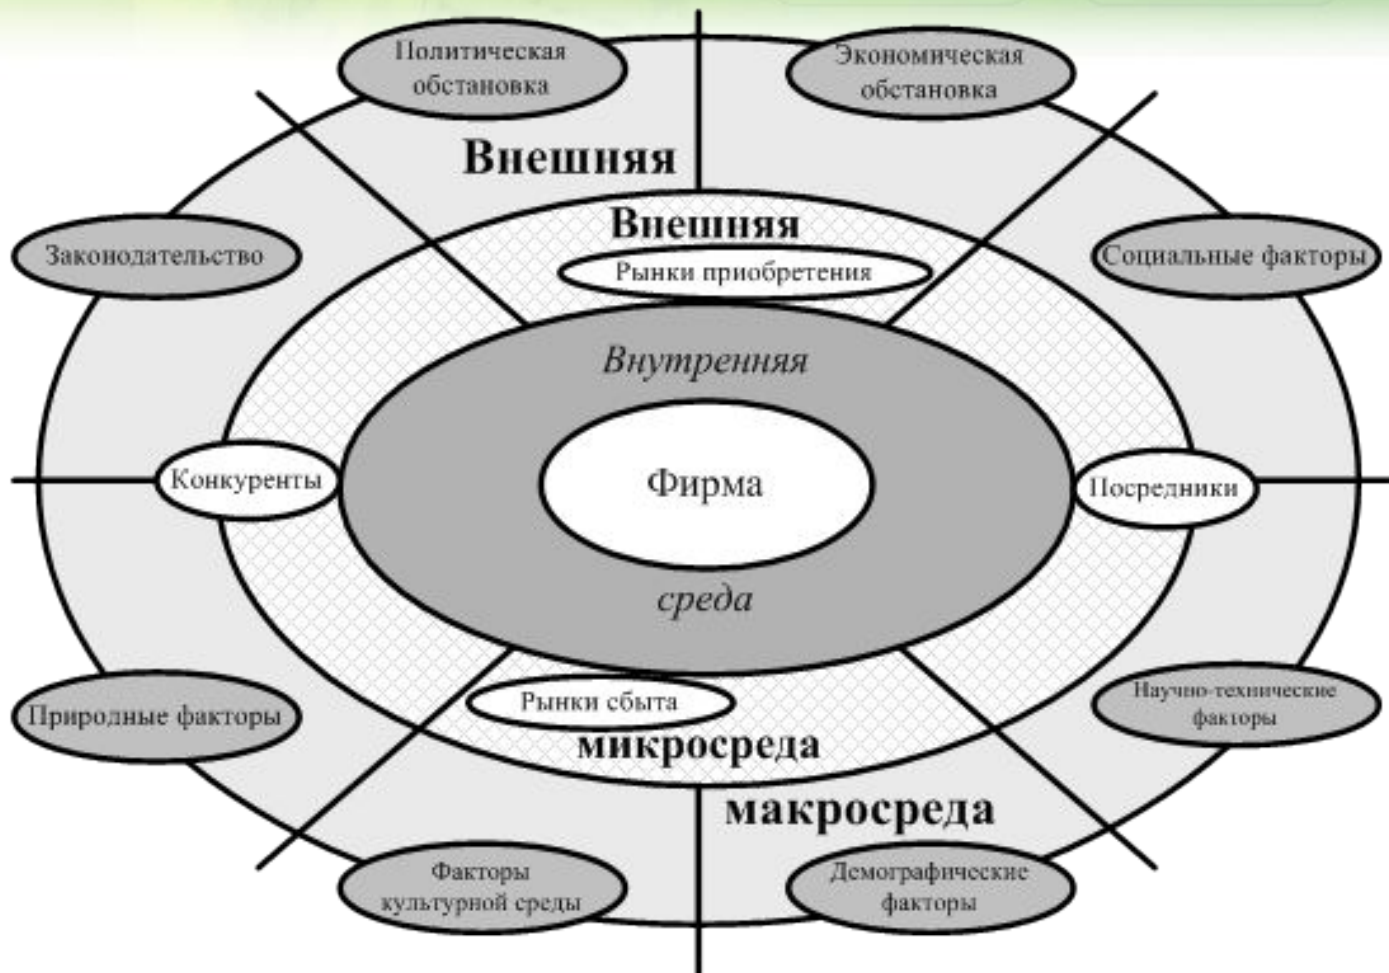 Политическая
обстановка
Экономическая
обстановка
Внешняя
Внешняя
Рынки приобретения
Законодательство
Социальные факторы
Внутренняя
Конкуренты
Фирма
Посредники
среда
Рынки сбыта
микросреда
Природные факторы
Научно-технические
факторы
макросреда
Факторы
культурной среды
Демографические
факторы